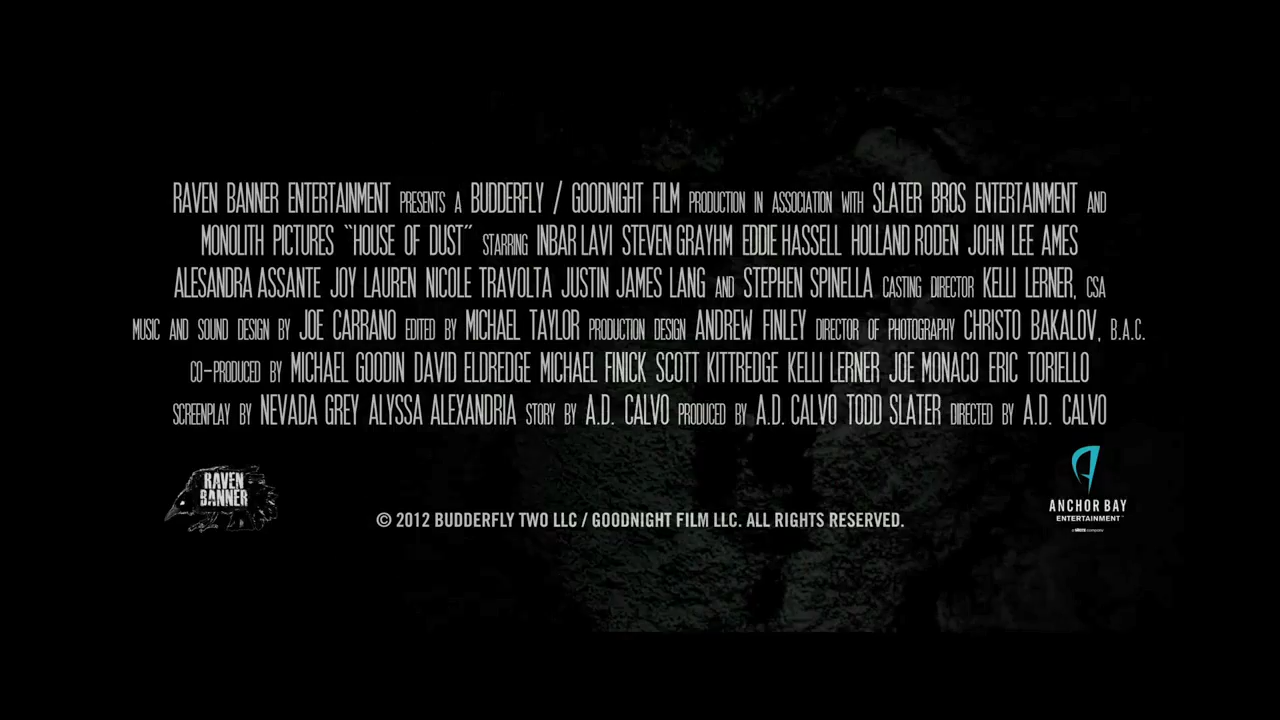 RAVEN BANNER ENTERTAINMENT PRESENTS A BUDDERFLY / GOODNIGHT FILM PRODUCTION IN ASSOCIATION WITH SLATER BROS ENTERTAINMENT AND
MONOLITH PICTURES "HOUSE OF DUST" STARRING INBAR LAVI STEVEN GRAYHM EDDIE HASSELL HOLLAND RODEN JOHN LEE AMES
ALESANDRA ASSANTE JOY LAUREN NICOLE TRAVOLTA JUSTIN JAMES LANG AND STEPHEN SPINELLA CASTING DIRECTOR KELLI LERNER, CSA
MUSIC AND SOUND DESIGN BY JOE CARRANO EDITED BY MICHAEL TAYLOR PRODUCTION DESIGN ANDREW FINLEY DIRECTOR OF PHOTOGRAPHY CHRISTO BAKALOV, B.A.C.
CO-PRODUCED BY MICHAEL GOODIN DAVID ELDREDGE MICHAEL FINICK SCOTT KITTREDGE KELLI LERNER JOE MONACO ERIC TORIELLO
SCREENPLAY BY NEVADA GREY ALYSSA ALEXANDRIA STORY BY A.D. CALVO PRODUCED BY A.D. CALVO TODD SLATER DIRECTED BY A.D. CALVO
RAVEN
BANNER
© 2012 BUDDERFLY TWO LLC / GOODNIGHT FILM LLC. ALL RIGHTS RESERVED.
ANCHOR BAY
ENTERTAINMENT